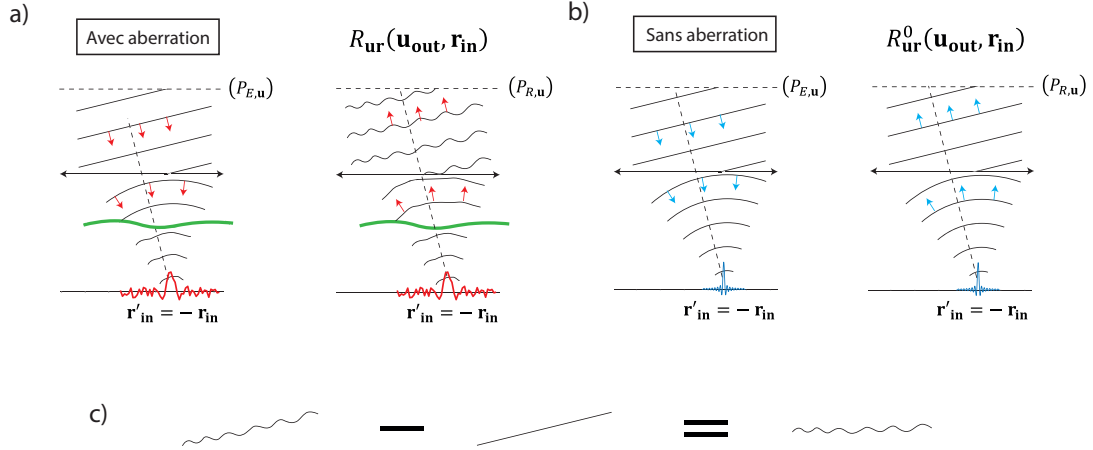 a)
Avec aberration
R_ur(u_out, r_in)
(P_E,u)
(P_R,u)
r'_in = − r_in
r'_in = − r_in
b)
Sans aberration
R⁰_ur(u_out, r_in)
(P_E,u)
(P_R,u)
r'_in = − r_in
r'_in = − r_in
c)